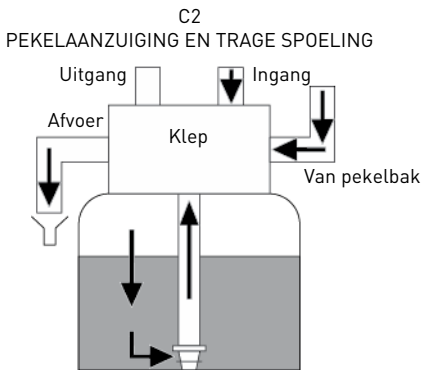 C2
PEKELAANZUIGING EN TRAGE SPOELING
Uitgang
Ingang
Afvoer
Klep
Van pekelbak